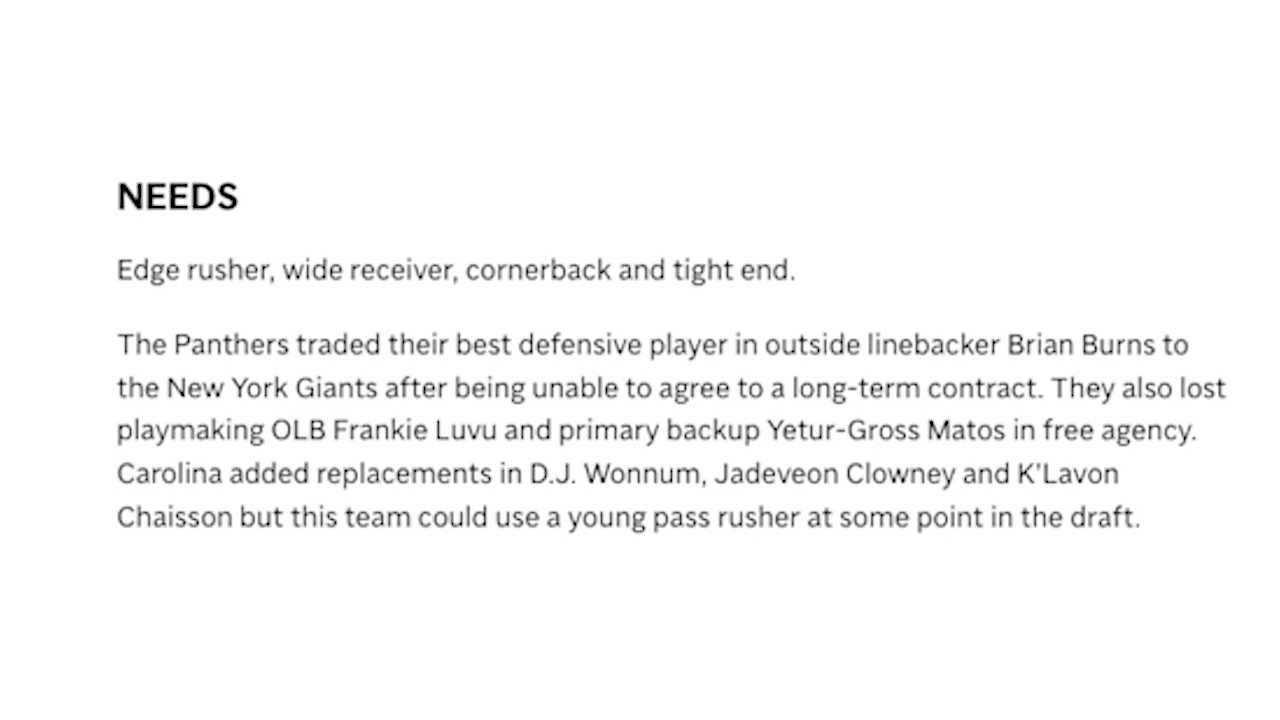 NEEDS
Edge rusher, wide receiver, cornerback and tight end.
The Panthers traded their best defensive player in outside linebacker Brian Burns to
the New York Giants after being unable to agree to a long-term contract. They also lost
playmaking OLB Frankie Luvu and primary backup Yetur-Gross Matos in free agency.
Carolina added replacements in D.J. Wonnum, Jadeveon Clowney and K'Lavon
Chaisson but this team could use a young pass rusher at some point in the draft.